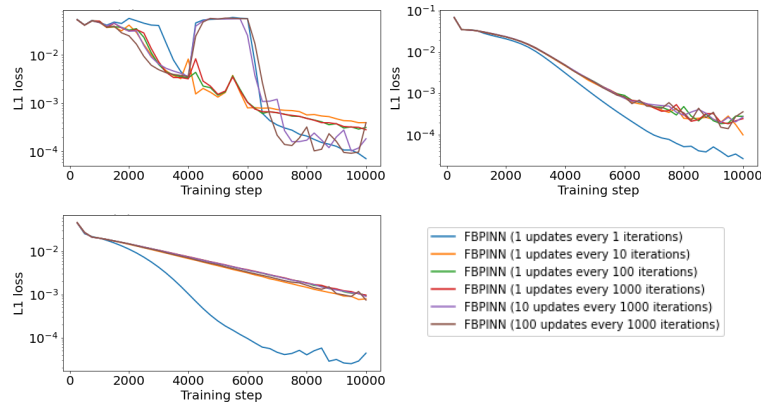 10⁻²
10⁻³
10⁻⁴
L1 loss
0 2000 4000 6000 8000 10000
Training step
10⁻¹
10⁻²
10⁻³
10⁻⁴
L1 loss
0 2000 4000 6000 8000 10000
Training step
10⁻²
10⁻³
10⁻⁴
L1 loss
0 2000 4000 6000 8000 10000
Training step
FBPINN (1 updates every 1 iterations)
FBPINN (1 updates every 10 iterations)
FBPINN (1 updates every 100 iterations)
FBPINN (1 updates every 1000 iterations)
FBPINN (10 updates every 1000 iterations)
FBPINN (100 updates every 1000 iterations)